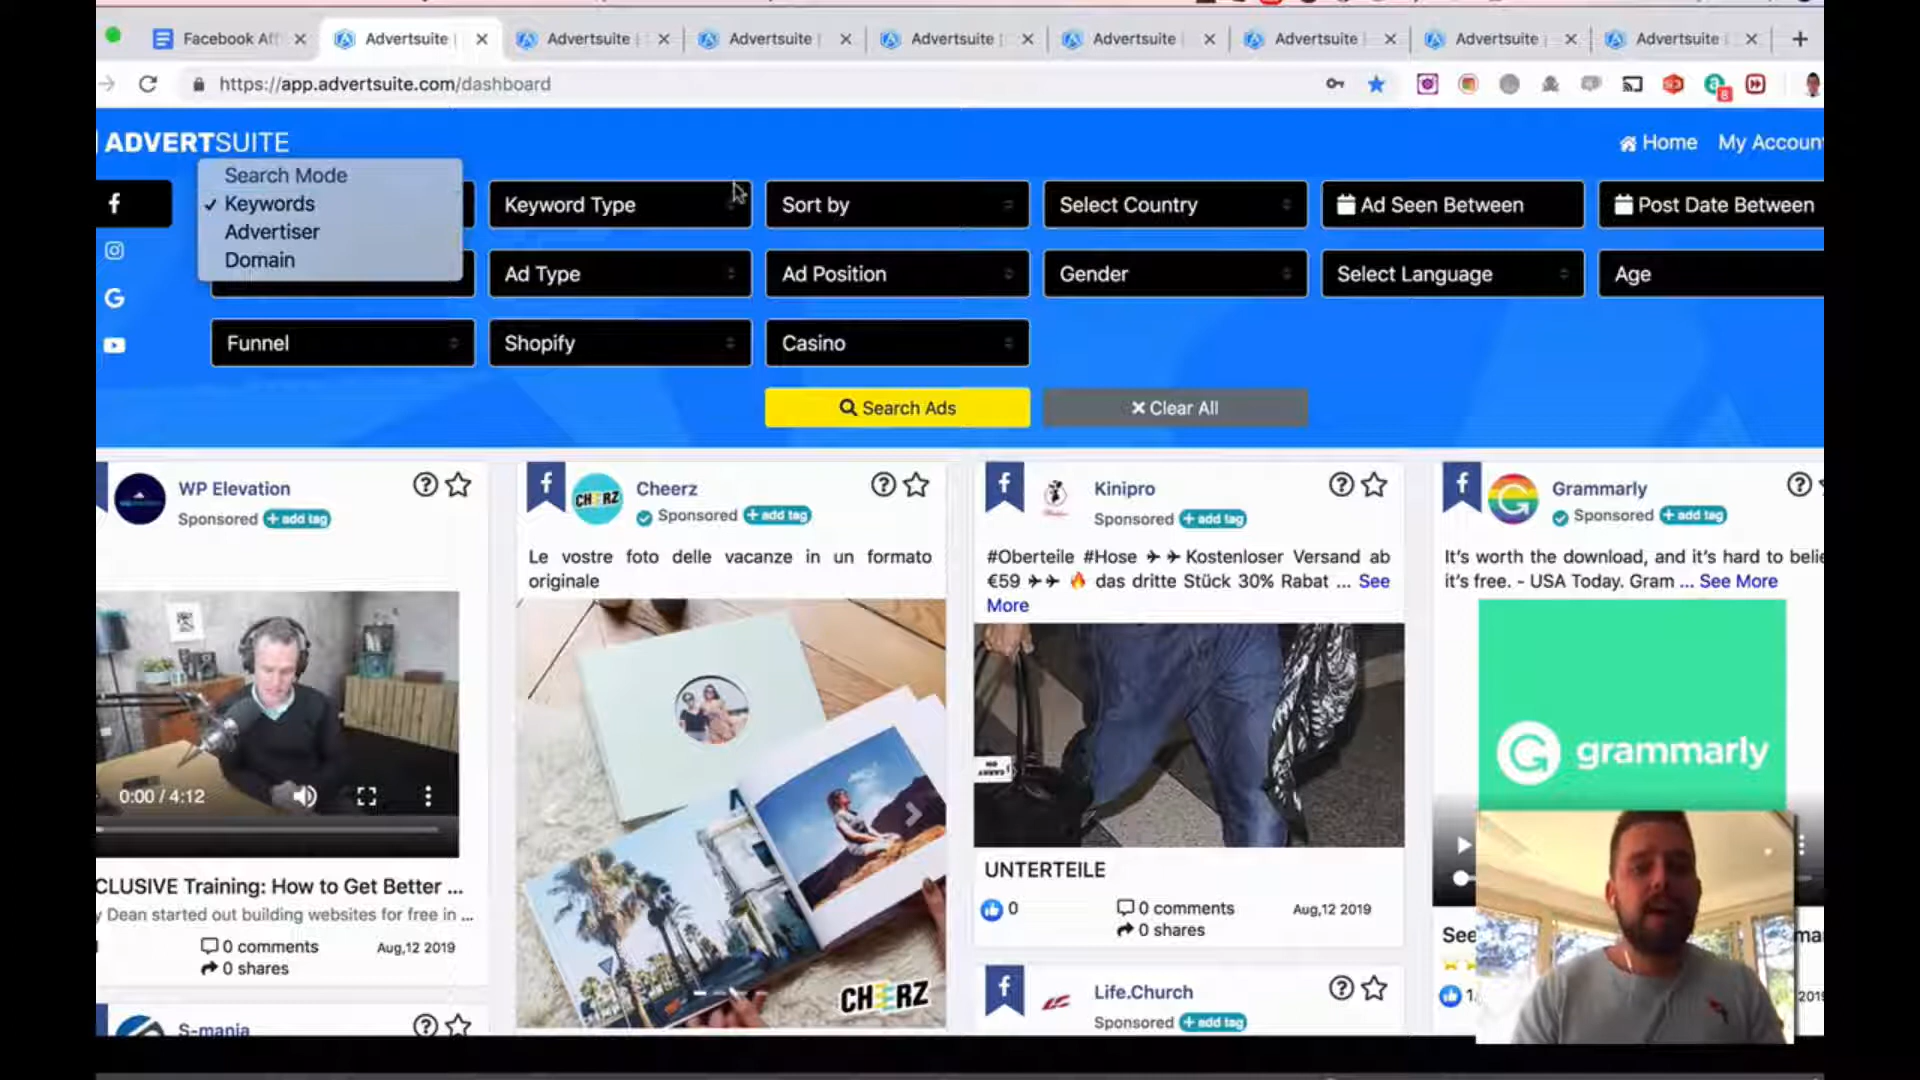 Facebook Af
Advertsuite
Advertsuite
Advertsuite
Advertsuite
Advertsuite
Advertsuite
Advertsuite
Advertsuite
https://app.advertsuite.com/dashboard
8
ADVERTSUITE
Home
My Accoun
Search Mode
Keywords
Advertiser
Domain
Keyword Type
Sort by
Select Country
Ad Seen Between
Post Date Between
Ad Type
Ad Position
Gender
Select Language
Age
Funnel
Shopify
Casino
Search Ads
Clear All
WP Elevation
Sponsored + add tag
0:00 / 4:12
CLUSIVE Training: How to Get Better ...
y Dean started out building websites for free in ...
0 comments
Aug,12 2019
0 shares
S-mania
CHEERZ
Cheerz
Sponsored + add tag
Le vostre foto delle vacanze in un formato
originale
CHEERZ
Kinipro
Sponsored + add tag
#Oberteile #Hose ✈ ✈ Kostenloser Versand ab
€59 ✈✈ 🔥 das dritte Stück 30% Rabat ... See
More
UNTERTEILE
0
0 comments
Aug,12 2019
0 shares
Life.Church
Sponsored + add tag
Grammarly
Sponsored + add tag
It's worth the download, and it's hard to belie
it's free. - USA Today. Gram ... See More
grammarly
See
mar